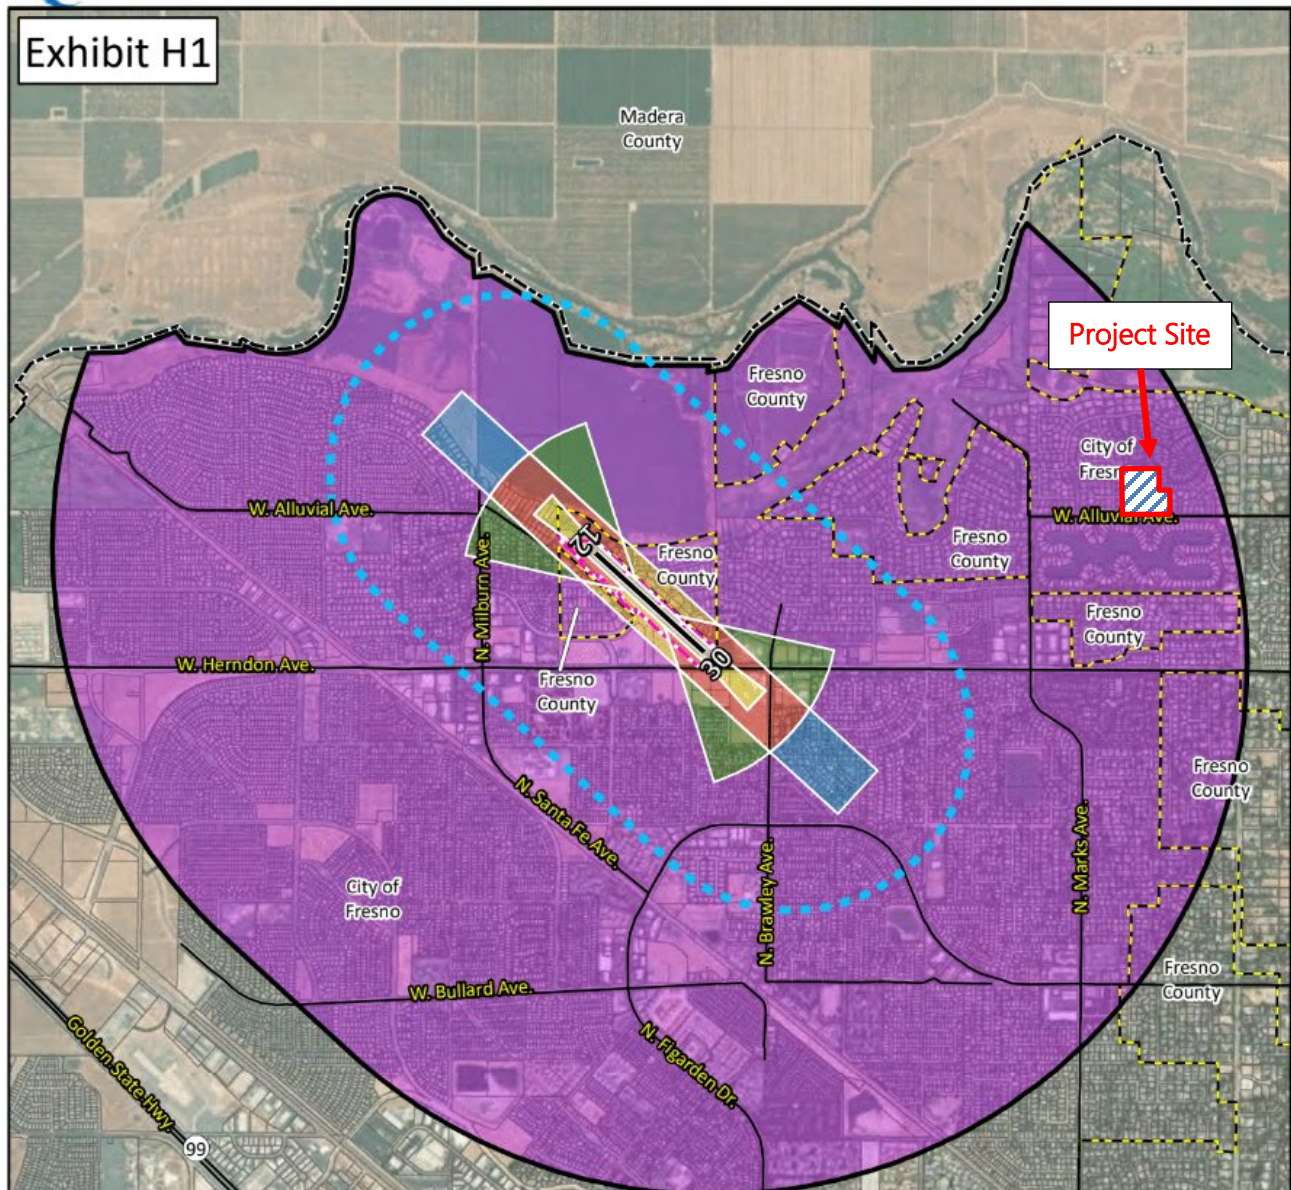 Exhibit H1
Madera
County
Project Site
Fresno
County
City of
Fresno
W. Alluvial Ave.
W. Alluvial Ave.
N. Milburn Ave.
12
Fresno
County
Fresno
County
Fresno
County
W. Herndon Ave.
30
Fresno
County
Fresno
County
N. Santa Fe Ave.
N. Brawley Ave.
N. Marks Ave.
City of
Fresno
Fresno
County
W. Bullard Ave.
N. Figarden Dr.
Golden State Hwy.
99